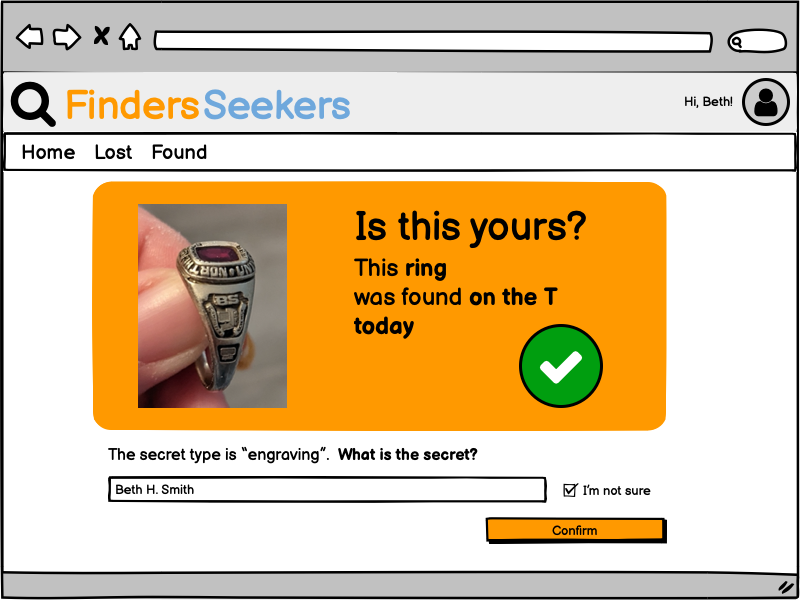 FindersSeekers
Hi, Beth!
Home Lost Found
Is this yours?
This ring
was found on the T
today
BS
The secret type is “engraving”. What is the secret?
Beth H. Smith
I'm not sure
Confirm